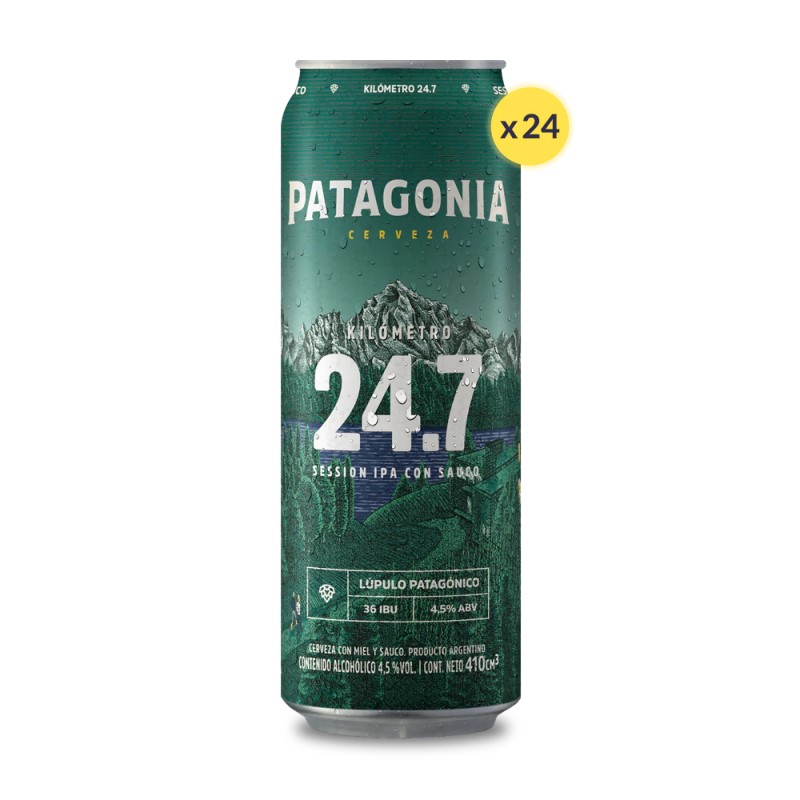 KILÓMETRO 24.7
x24
PATAGONIA
CERVEZA
KILÓMETRO
24.7
SESSION IPA CON SAUCO
LÚPULO PATAGÓNICO
36 IBU
4,5% ABV
CERVEZA CON MIEL Y SAUCO. PRODUCTO ARGENTINO
CONTENIDO ALCOHÓLICO 4,5 %VOL. | CONT. NETO 410CM³